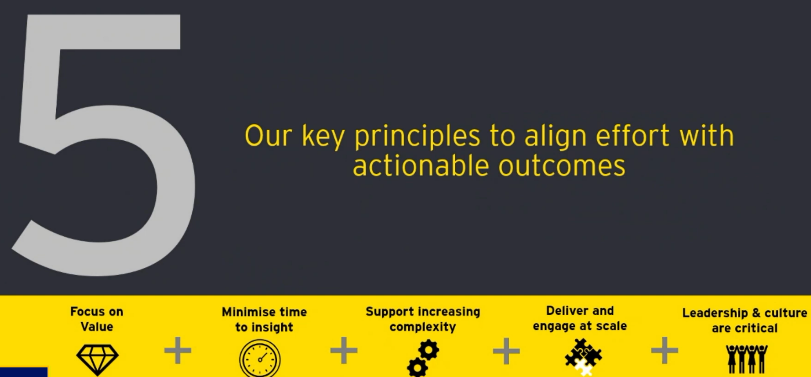 5
Our key principles to align effort with
actionable outcomes
Focus on
Value
+
Minimise time
to insight
+
Support increasing
complexity
+
Deliver and
engage at scale
+
Leadership & culture
are critical